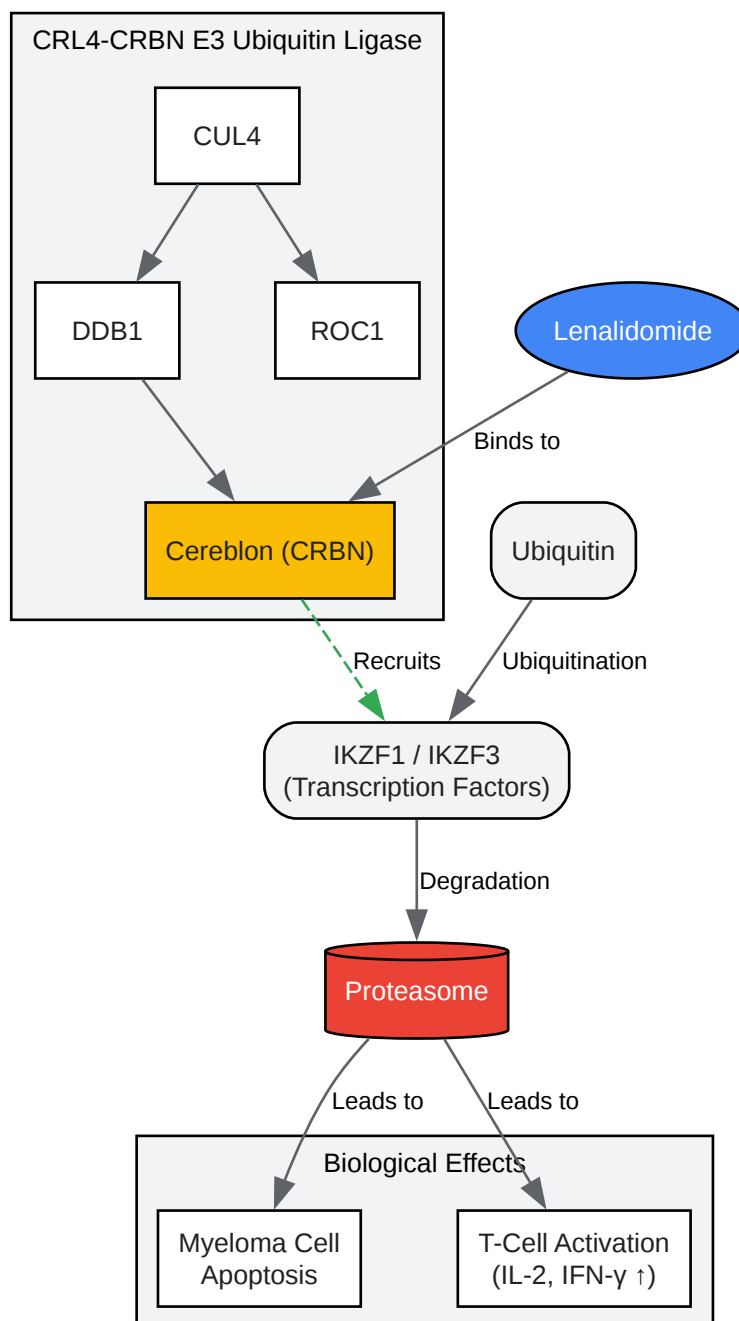 CRL4-CRBN E3 Ubiquitin Ligase
CUL4
DDB1
ROC1
Lenalidomide
Binds to
Cereblon (CRBN)
Ubiquitin
Recruits
Ubiquitination
IKZF1 / IKZF3
(Transcription Factors)
Degradation
Proteasome
Leads to
Leads to
Biological Effects
Myeloma Cell
Apoptosis
T-Cell Activation
(IL-2, IFN-γ ↑)